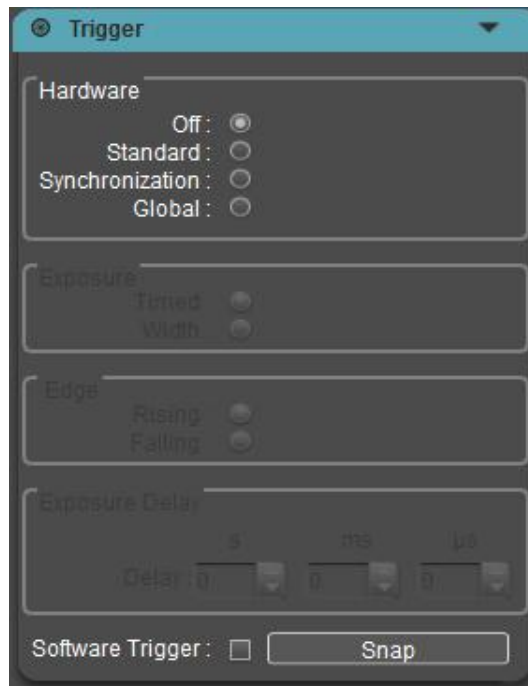 Trigger
Hardware
Off :
Standard :
Synchronization :
Global :
Exposure
Timed
Width
Edge
Rising
Falling
Exposure Delay
s ms µs
Delay : 0 0 0
Software Trigger : Snap